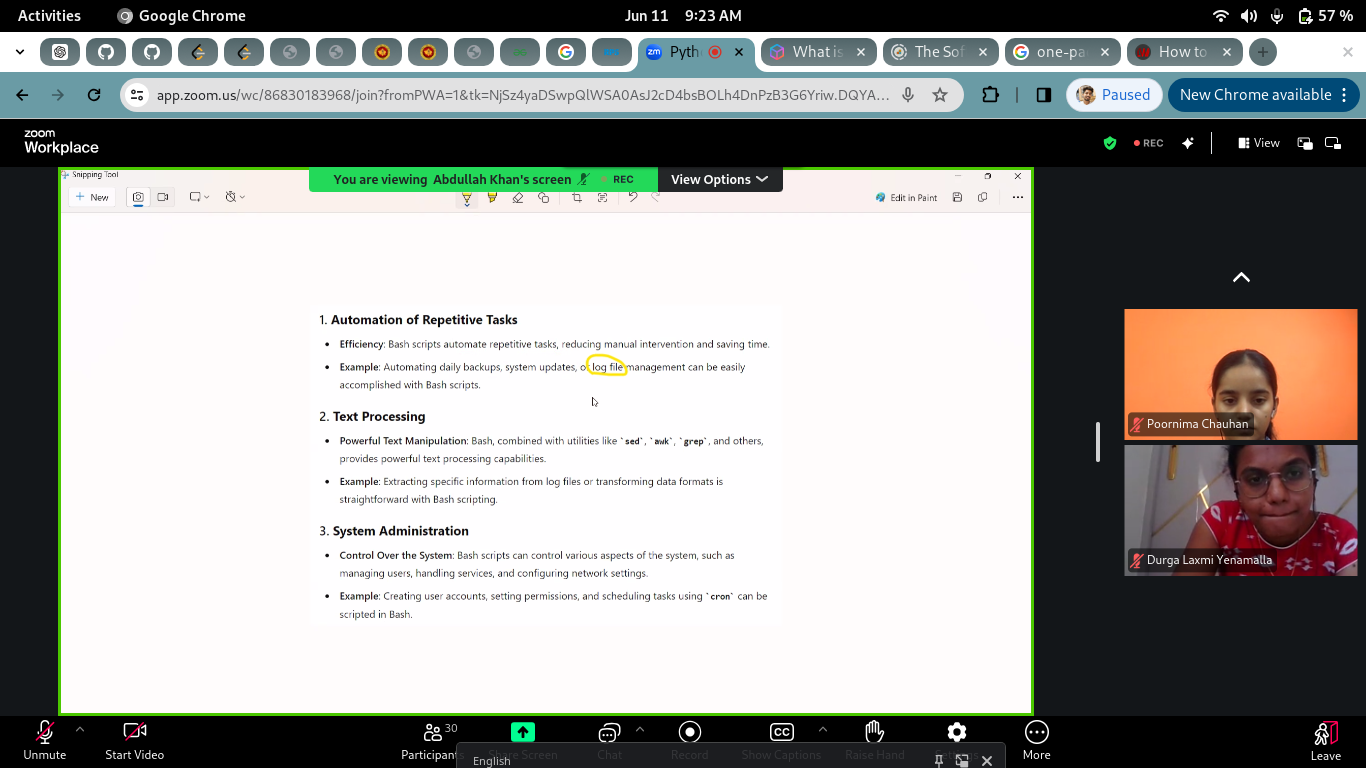 Activities
Google Chrome
Jun 11 9:23 AM
57 %
zm Pyth
What is
The Sof
one-pa
How to
app.zoom.us/wc/86830183968/join?fromPWA=1&tk=NjSz4yaDSwpQlWSA0AsJ2cD4bsBOLh4DnPzB3G6Yriw.DQYA...
Paused
New Chrome available
zoom
Workplace
REC
View
Snipping Tool
You are viewing Abdullah Khan's screen
REC
View Options
New
Edit in Paint
1. Automation of Repetitive Tasks
• Efficiency: Bash scripts automate repetitive tasks, reducing manual intervention and saving time.
• Example: Automating daily backups, system updates, or log file management can be easily
accomplished with Bash scripts.
2. Text Processing
• Powerful Text Manipulation: Bash, combined with utilities like `sed`, `awk`, `grep`, and others,
provides powerful text processing capabilities.
• Example: Extracting specific information from log files or transforming data formats is
straightforward with Bash scripting.
3. System Administration
• Control Over the System: Bash scripts can control various aspects of the system, such as
managing users, handling services, and configuring network settings.
• Example: Creating user accounts, setting permissions, and scheduling tasks using `cron` can be
scripted in Bash.
Poornima Chauhan
Durga Laxmi Yenamalla
30
CC
Unmute
Start Video
Participant
Share Screen
Chat
Record
Show Captions
Raise Hand
More
Leave
English